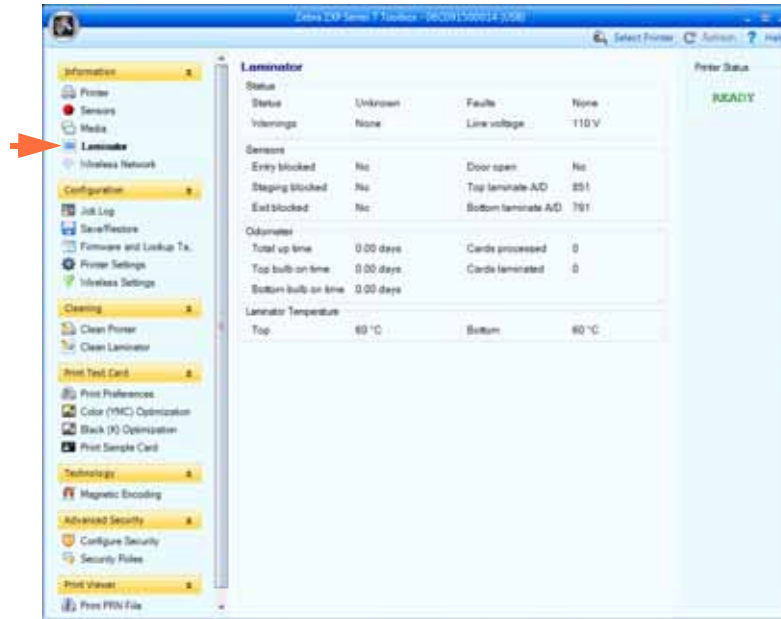 Zebra ZXP Series 7 Toolbox - 06C091500014 (USB)
Select Printer Refresh ? Help
Information
Printer
Sensors
Media
Laminator
Wireless Network
Configuration
Job Log
Save/Restore
Firmware and Lookup Ta.
Printer Settings
Wireless Settings
Cleaning
Clean Printer
Clean Laminator
Print Test Card
Print Preferences
Color (YMC) Optimization
Black (K) Optimization
Print Sample Card
Technology
Magnetic Encoding
Advanced Security
Configure Security
Security Roles
Print Viewer
Print PRN File
Laminator
Status
Status Unknown Faults None
Warnings None Line voltage 110 V
Sensors
Entry blocked No Door open No
Staging blocked No Top laminate A/D 851
Exit blocked No Bottom laminate A/D 791
Odometer
Total up time 0.00 days Cards processed 0
Top bulb on time 0.00 days Cards laminated 0
Bottom bulb on time 0.00 days
Laminator Temperature
Top 60 °C Bottom 60 °C
Printer Status
READY